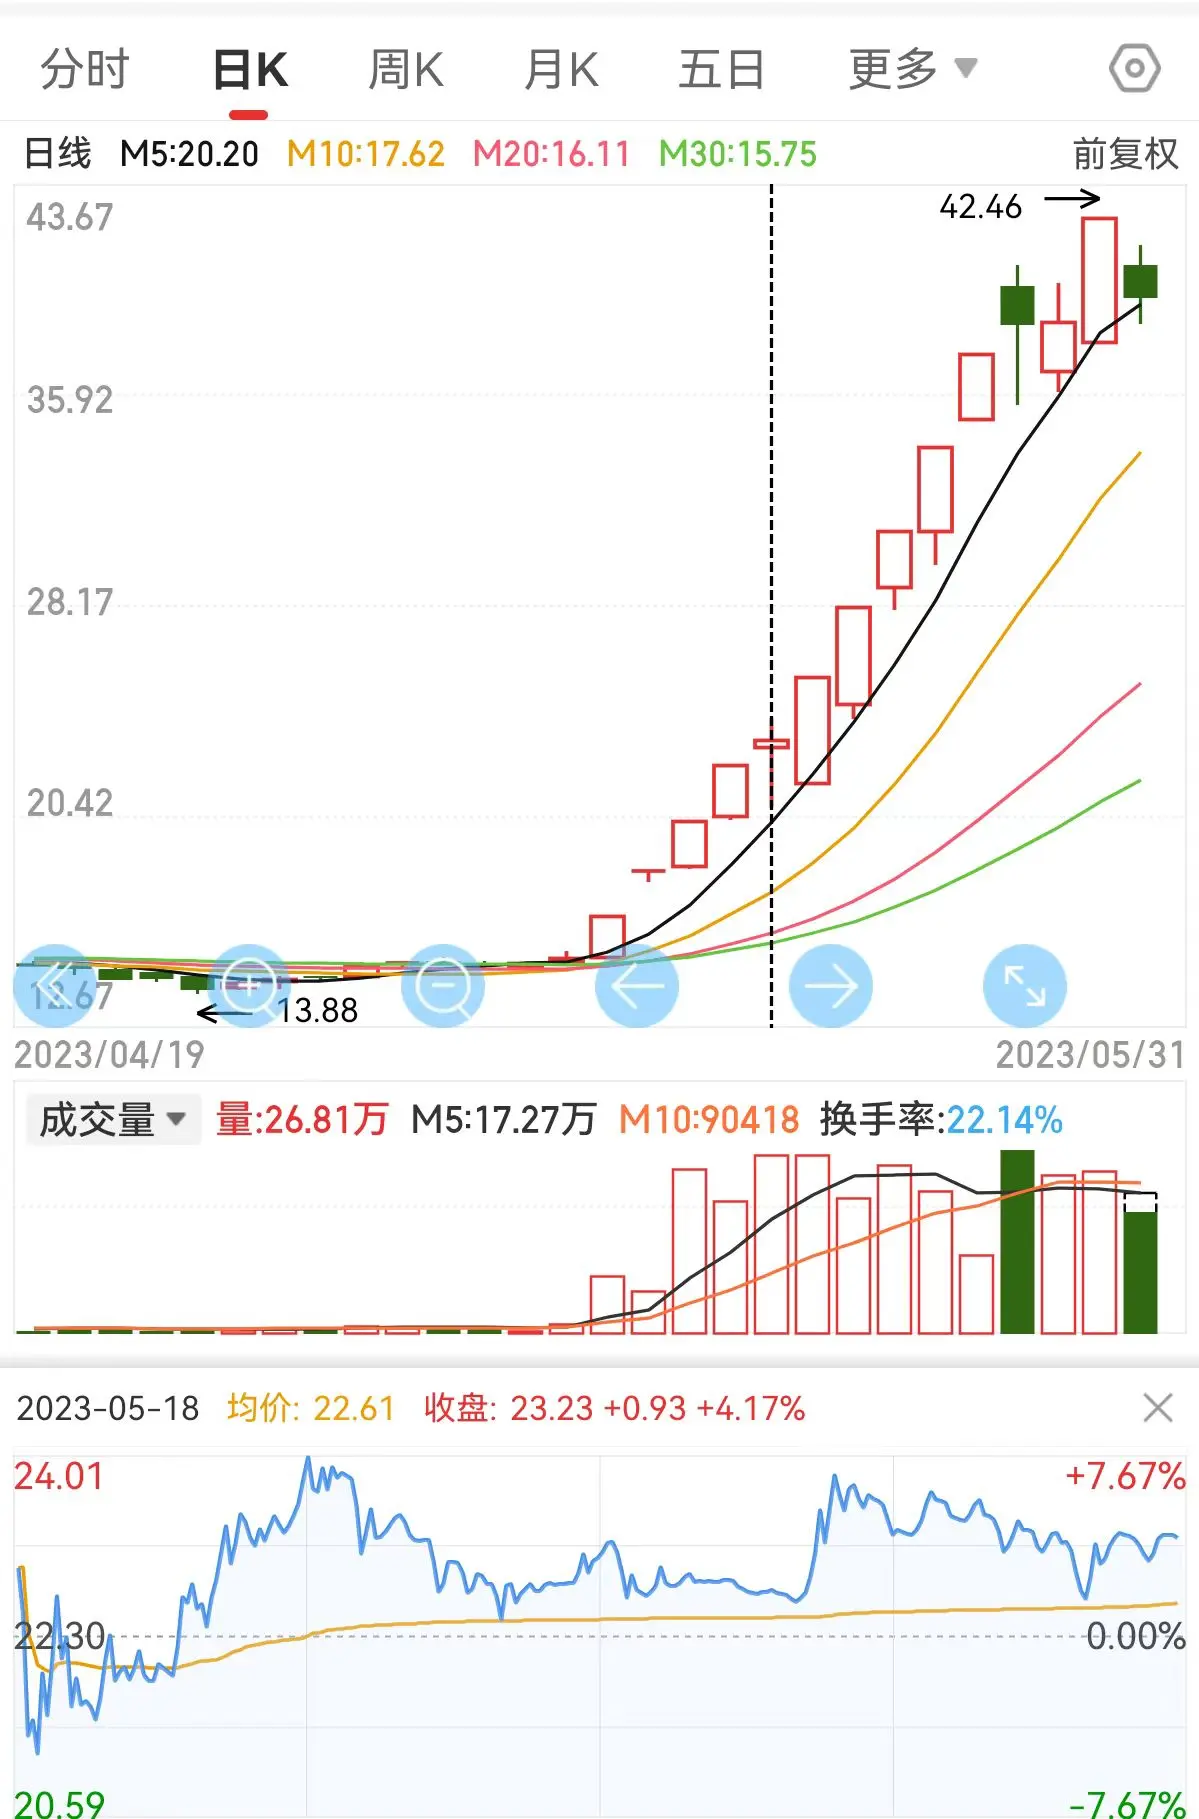 分时 日K 周K 月K 五日 更多
日线 M5:20.20 M10:17.62 M20:16.11 M30:15.75 前复权
43.67
42.46
35.92
28.17
20.42
12.67
13.88
2023/04/19 2023/05/31
成交量 量:26.81万 M5:17.27万 M10:90418 换手率:22.14%
2023-05-18 均价: 22.61 收盘: 23.23 +0.93 +4.17%
24.01 +7.67%
22.30 0.00%
20.59 -7.67%